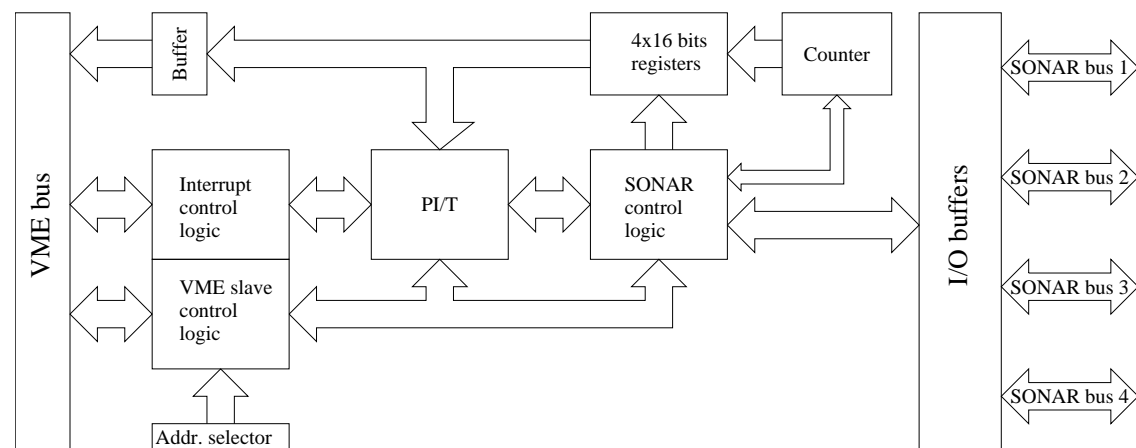 VME bus
Buffer
4x16 bits
registers
Counter
Interrupt
control
logic
PI/T
SONAR
control
logic
VME slave
control
logic
Addr. selector
I/O buffers
SONAR bus 1
SONAR bus 2
SONAR bus 3
SONAR bus 4